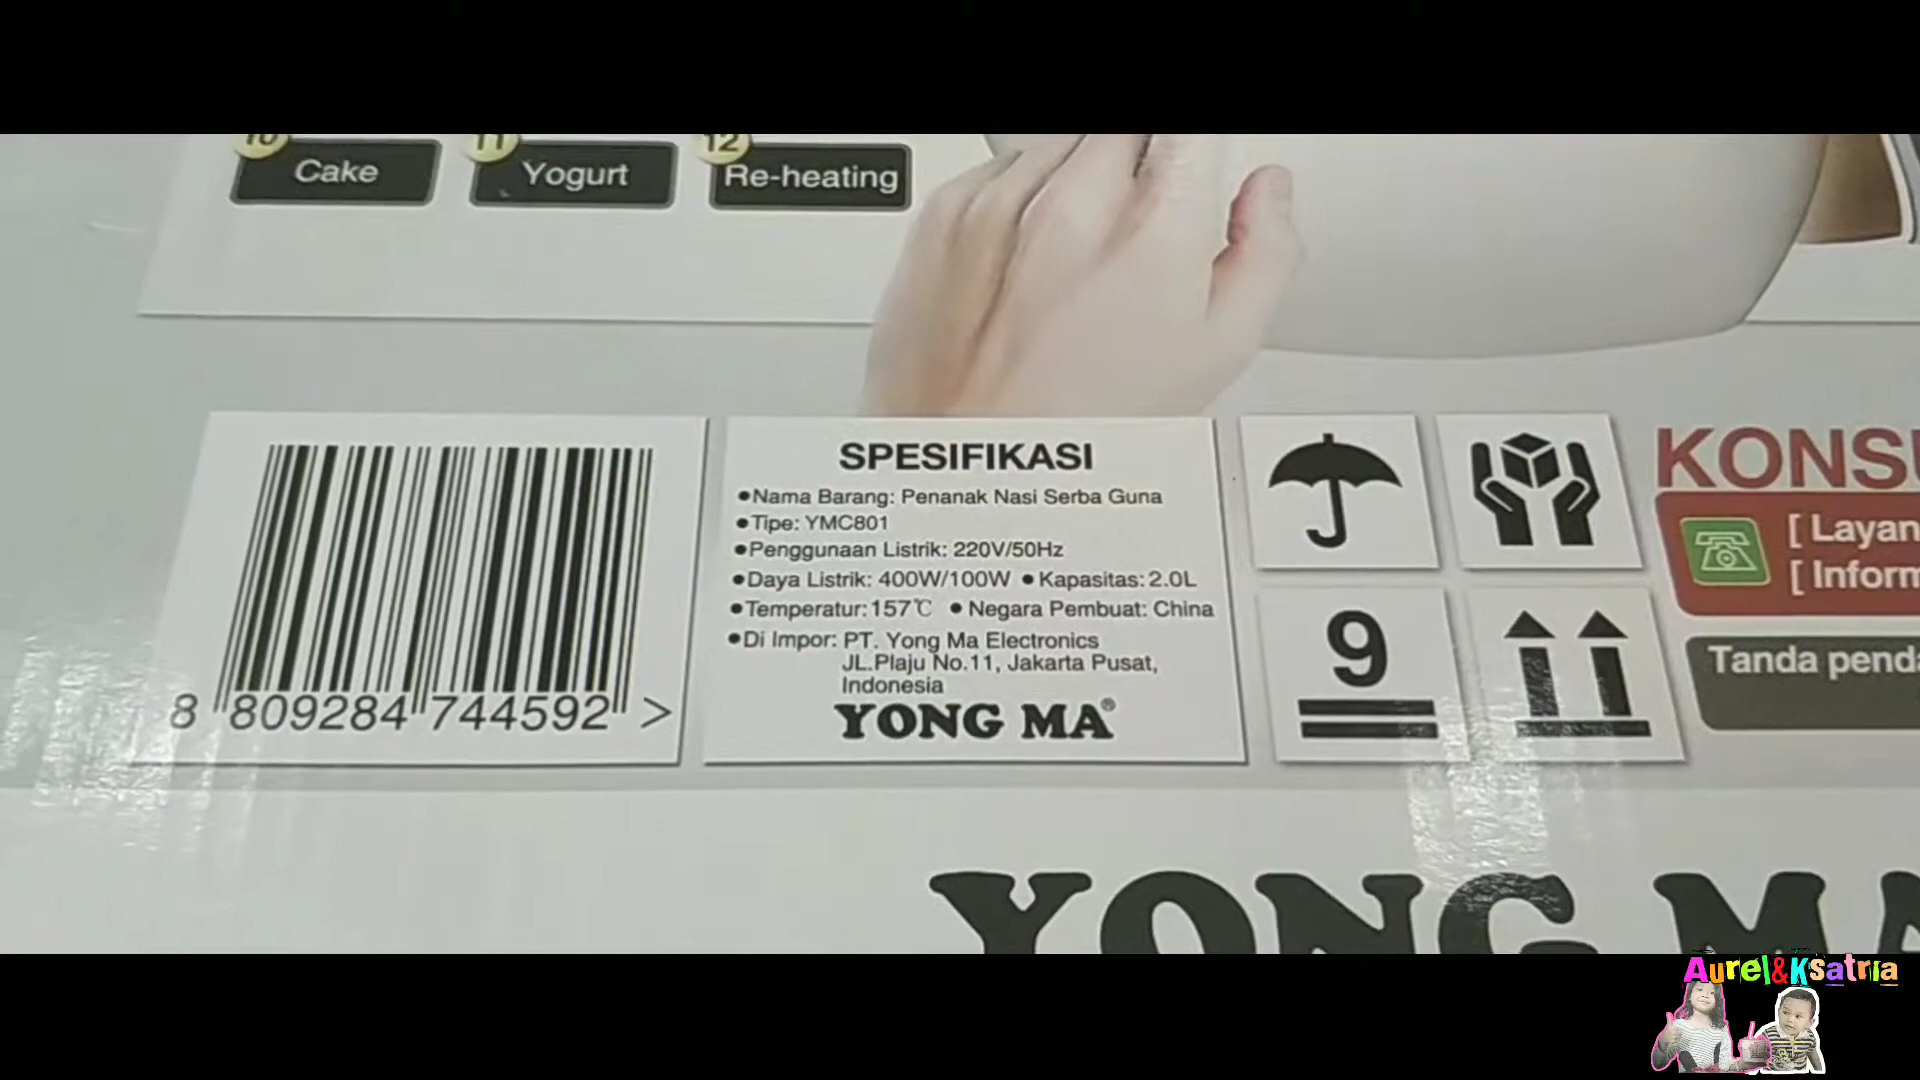 10 11 12
Cake Yogurt Re-heating
SPESIFIKASI
•Nama Barang: Penanak Nasi Serba Guna
•Tipe: YMC801
•Penggunaan Listrik: 220V/50Hz
•Daya Listrik: 400W/100W •Kapasitas: 2.0L
•Temperatur: 157℃ •Negara Pembuat: China
•Di Impor: PT. Yong Ma Electronics
JL.Plaju No.11, Jakarta Pusat,
Indonesia
YONG MA®
8 809284 744592 >
9
KONSU
[ Layan
[ Inform
Tanda penda
YONG MA
Aurel&Ksatria